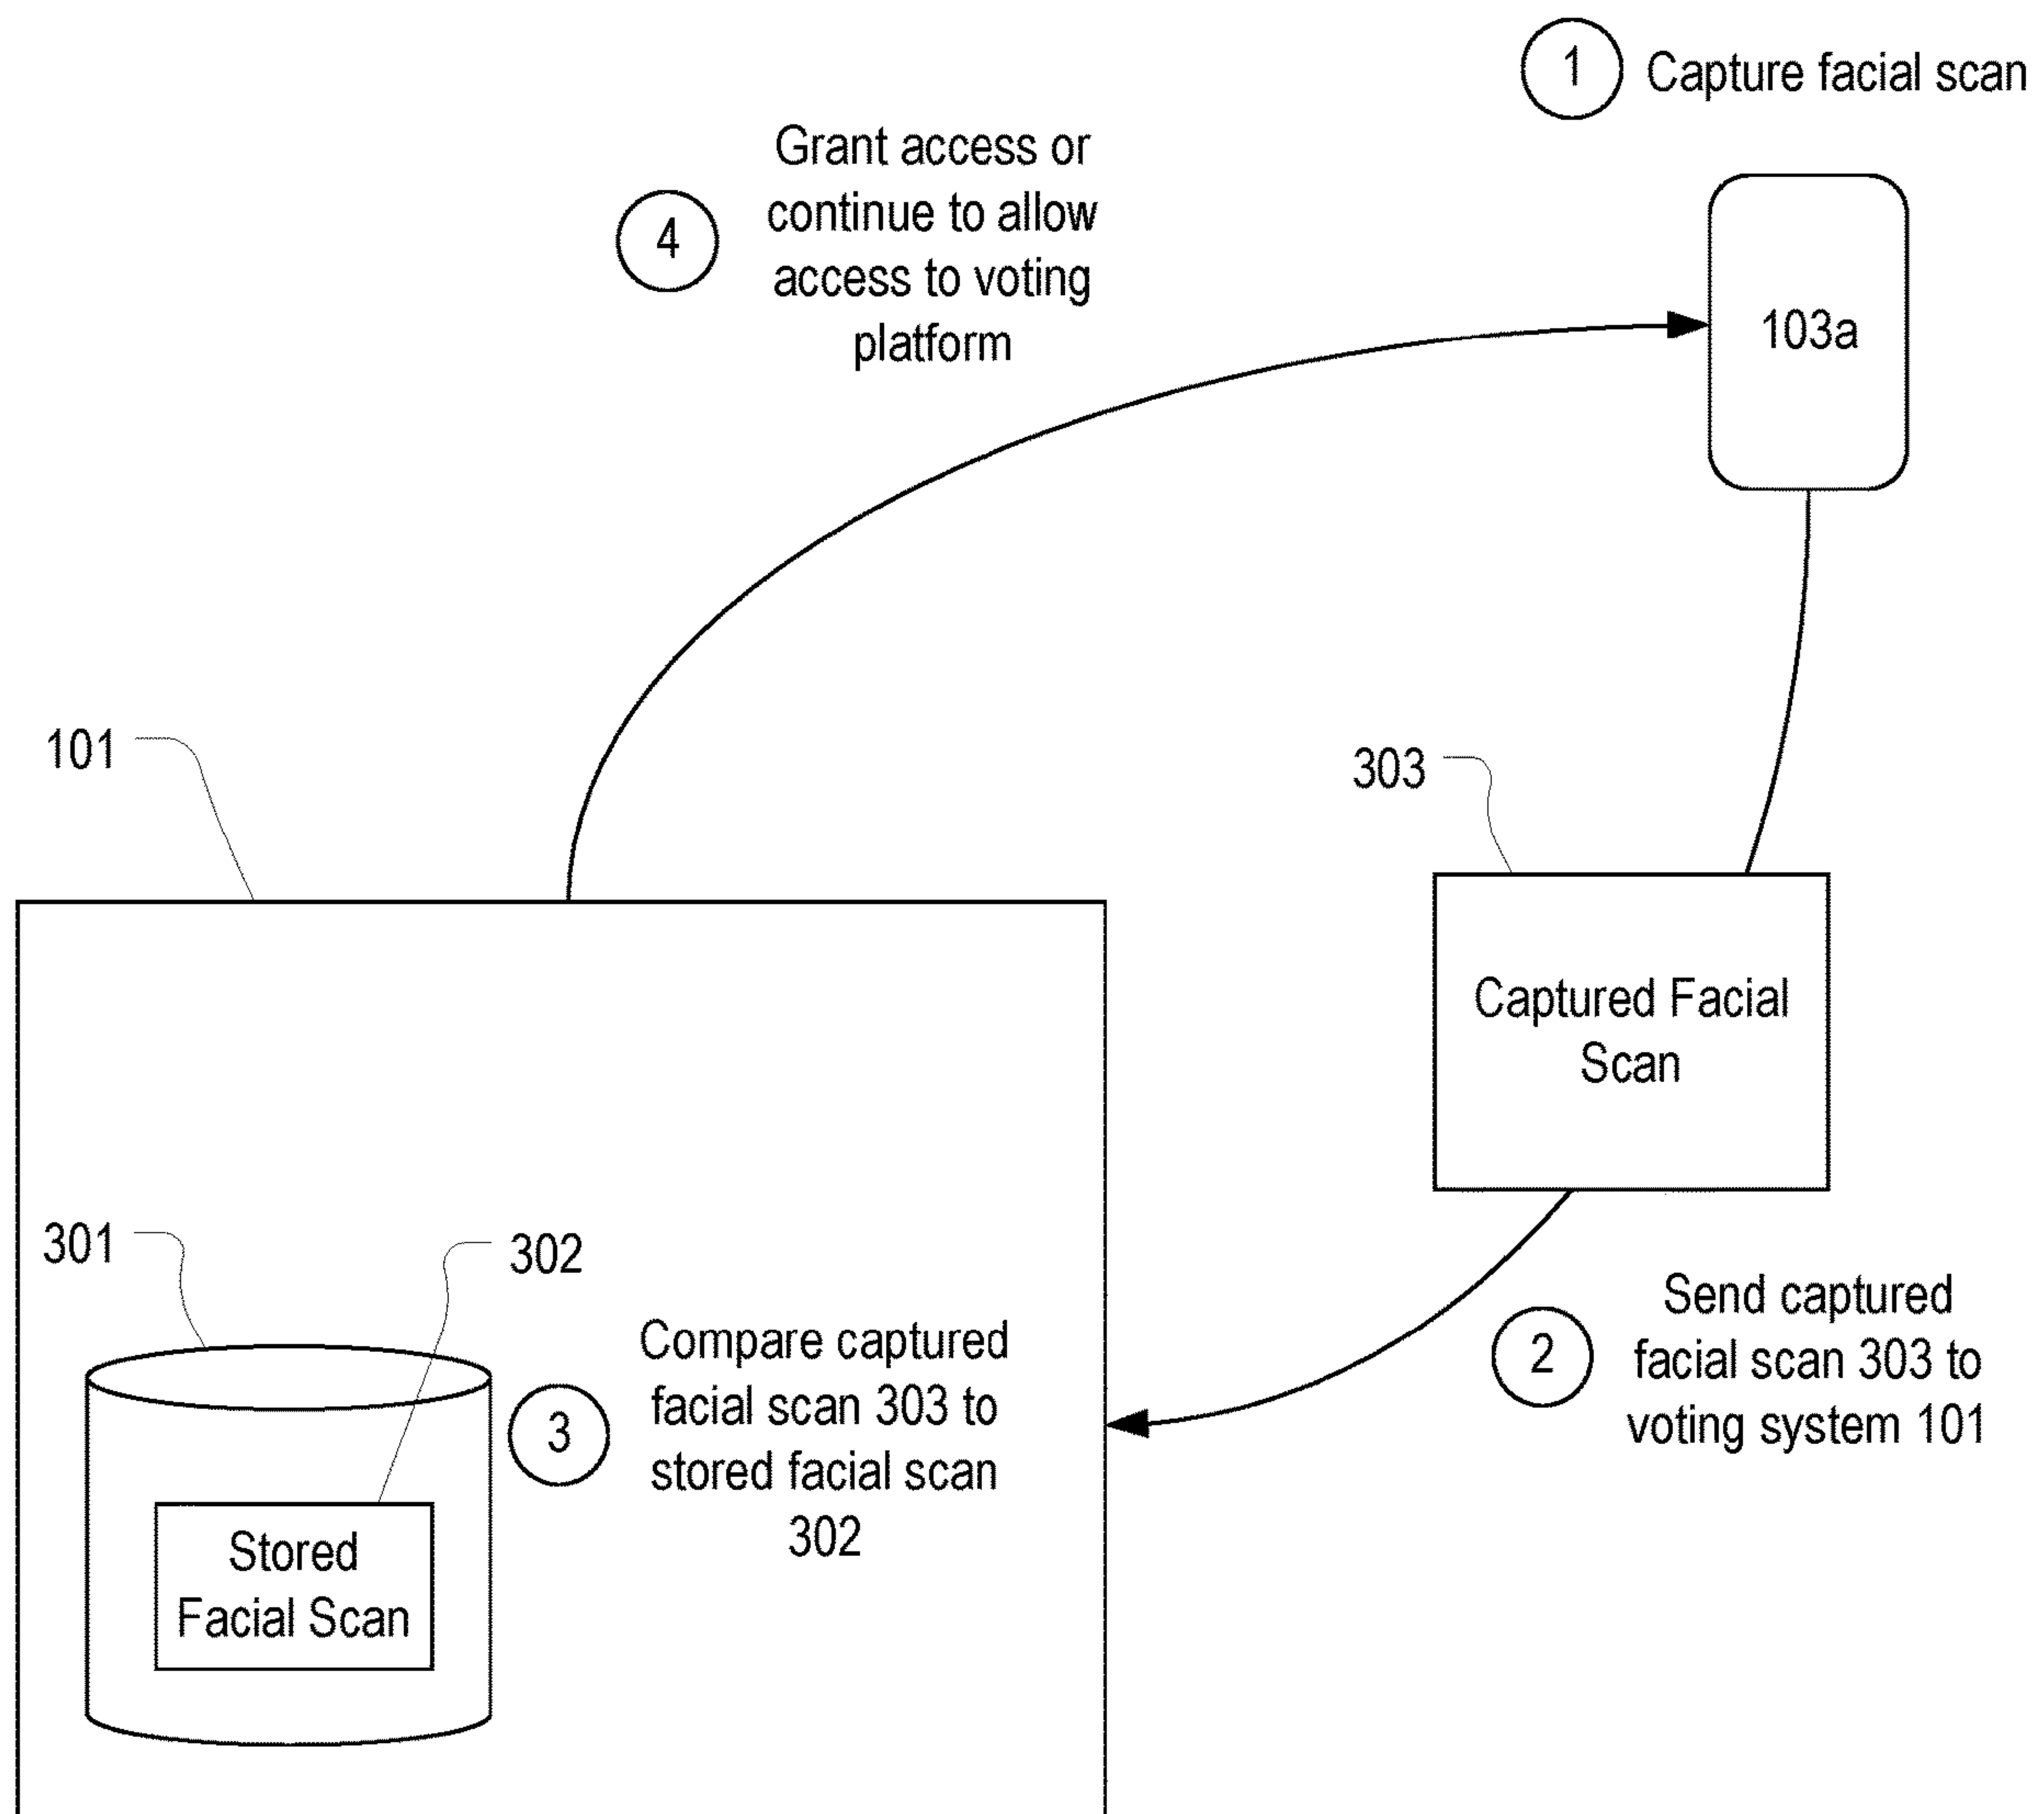 1
Capture facial scan
4
Grant access or
continue to allow
access to voting
platform
103a
101
303
Captured Facial
Scan
301
302
2
Send captured
facial scan 303 to
voting system 101
3
Compare captured
facial scan 303 to
stored facial scan
302
Stored
Facial Scan